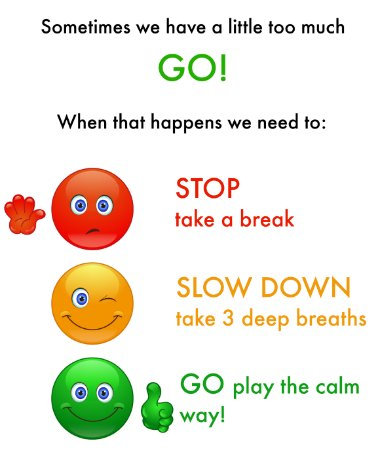 Sometimes we have a little too much
GO!
When that happens we need to:
STOP
take a break
SLOW DOWN
take 3 deep breaths
GO play the calm
way!